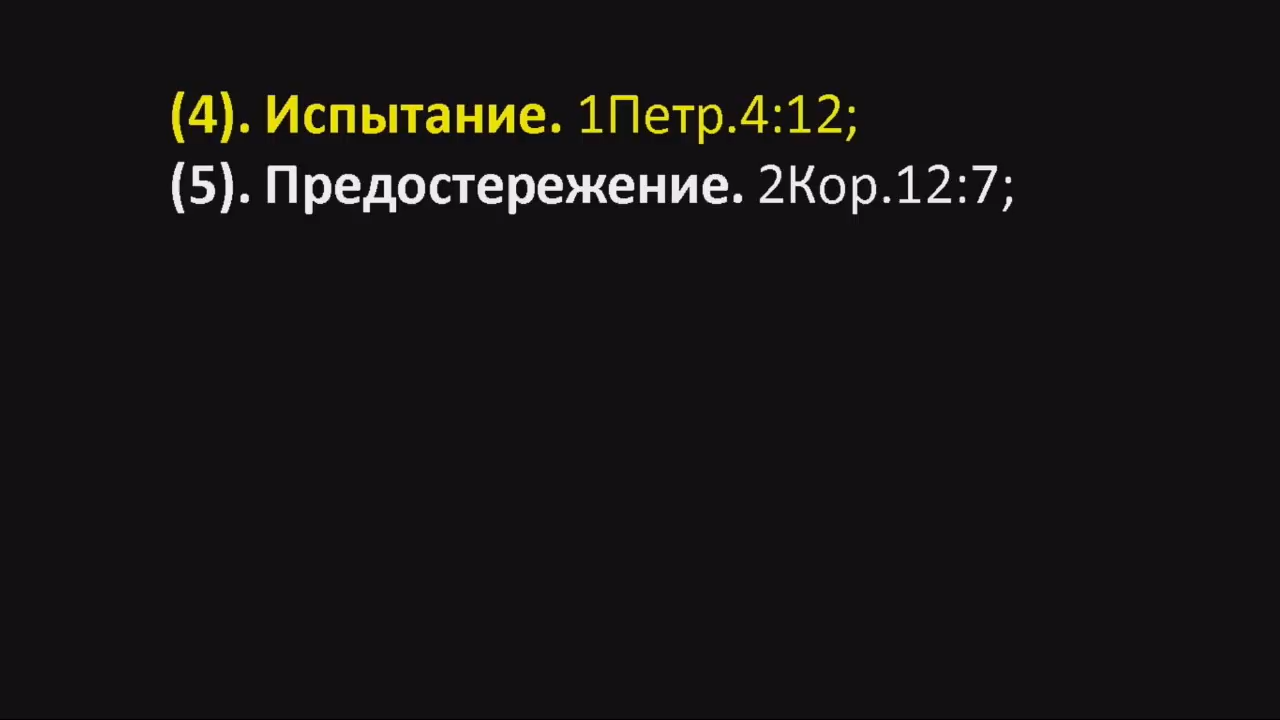 (4). Испытание. 1Петр.4:12;
(5). Предостережение. 2Кор.12:7;